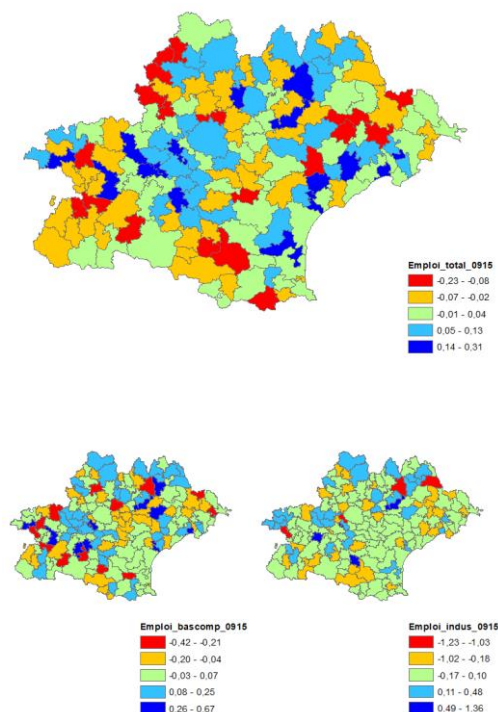 Emploi_total_0915
-0,23 - -0,08
-0,07 - -0,02
-0,01 - 0,04
0,05 - 0,13
0,14 - 0,31
Emploi_bascomp_0915
-0,42 - -0,21
-0,20 - -0,04
-0,03 - 0,07
0,08 - 0,25
0,26 - 0,67
Emploi_indus_0915
-1,23 - -1,03
-1,02 - -0,18
-0,17 - 0,10
0,11 - 0,48
0,49 - 1,36